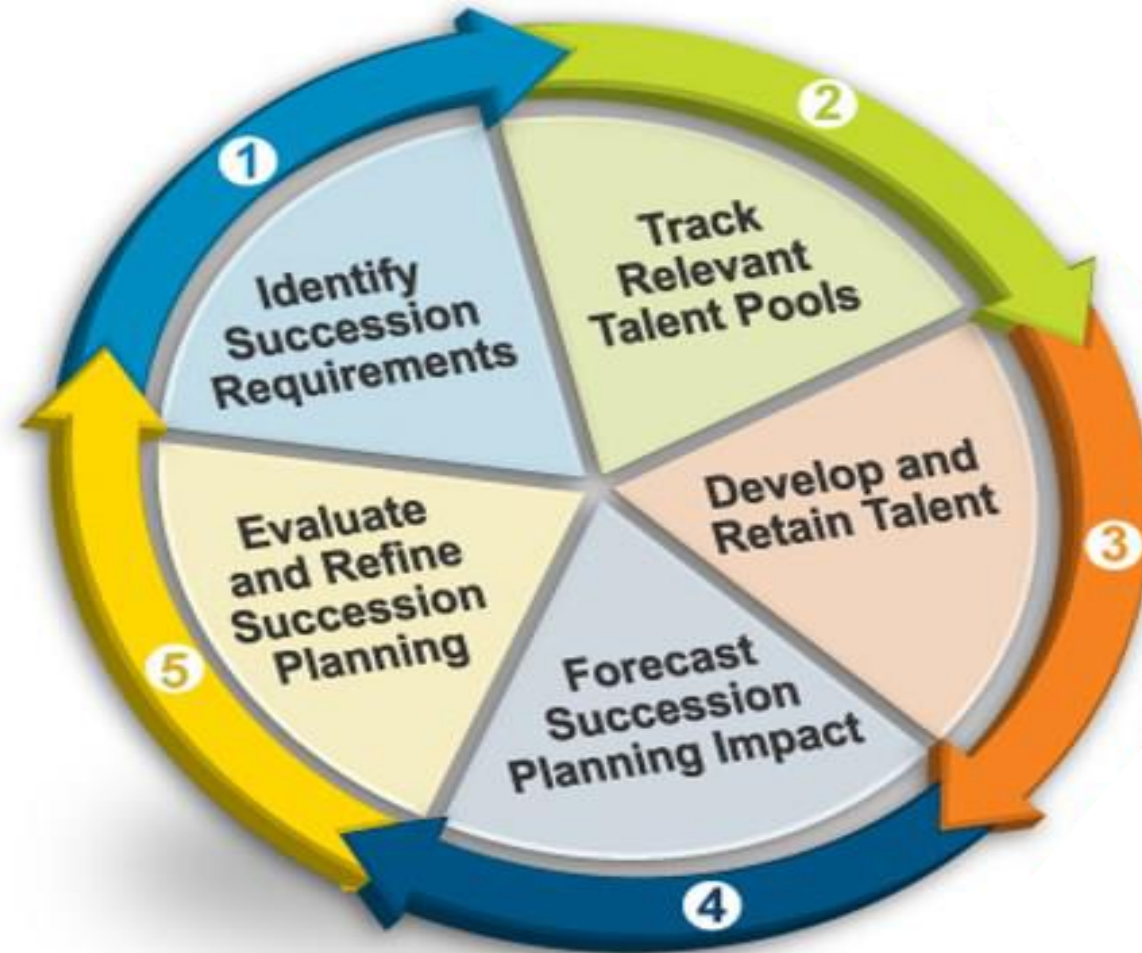 1
Identify
Succession
Requirements
2
Track
Relevant
Talent Pools
3
Develop and
Retain Talent
4
Forecast
Succession
Planning Impact
5
Evaluate
and Refine
Succession
Planning